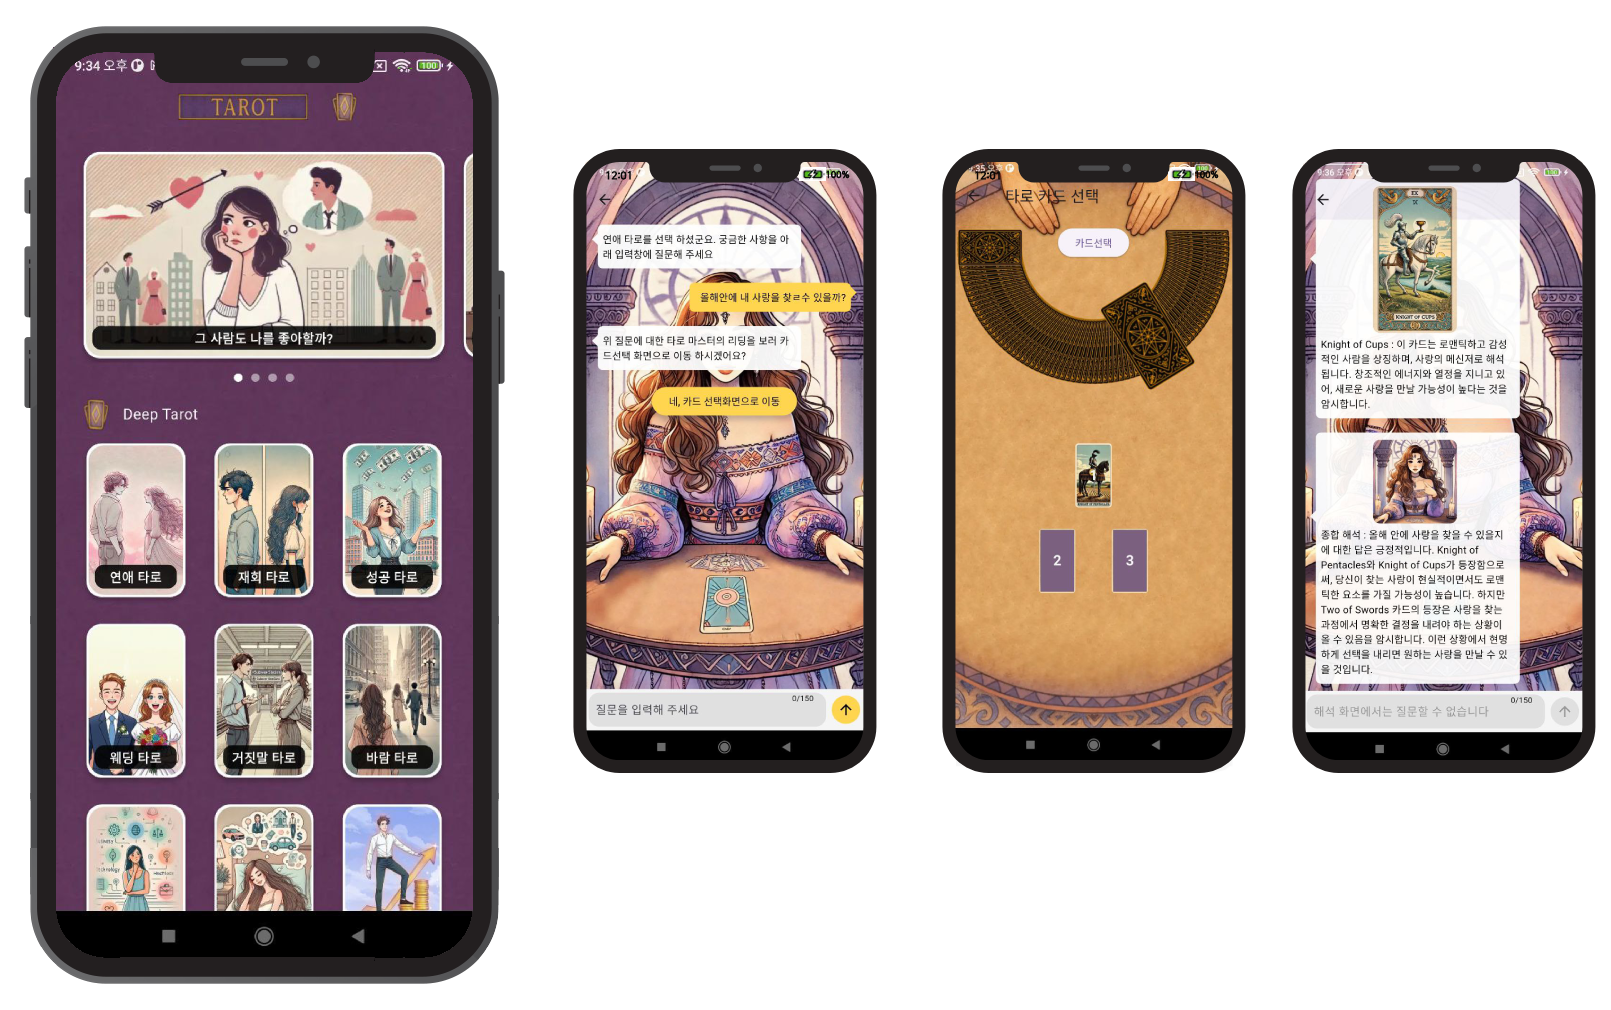 9:34 오후
100
TAROT
그 사람도 나를 좋아할까?
Deep Tarot
연애 타로
재회 타로
성공 타로
웨딩 타로
거짓말 타로
바람 타로
12:01
100%
연애 타로를 선택 하셨군요. 궁금한 사항을 아
래 입력창에 질문해 주세요
올해안에 내 사랑을 찾ㄹ수 있을까?
위 질문에 대한 타로 마스터의 리딩을 보러 카
드선택 화면으로 이동 하시겠어요?
네, 카드 선택화면으로 이동
0/150
질문을 입력해 주세요
12:01
100%
타로 카드 선택
카드선택
2
3
9:36 오후
KNIGHT OF CUPS
Knight of Cups : 이 카드는 로맨틱하고 감성
적인 사람을 상징하며, 사랑의 메신저로 해석
됩니다. 창조적인 에너지와 열정을 지니고 있
어, 새로운 사랑을 만날 가능성이 높다는 것을
암시합니다.
종합 해석 : 올해 안에 사랑을 찾을 수 있을지
에 대한 답은 긍정적입니다. Knight of
Pentacles와 Knight of Cups가 등장함으로
써, 당신이 찾는 사람이 현실적이면서도 로맨
틱한 요소를 가질 가능성이 높습니다. 하지만
Two of Swords 카드의 등장은 사랑을 찾는
과정에서 명확한 결정을 내려야 하는 상황이
올 수 있음을 암시합니다. 이런 상황에서 현명
하게 선택을 내리면 원하는 사랑을 만날 수 있
을 것입니다.
0/150
해석 화면에서는 질문할 수 없습니다